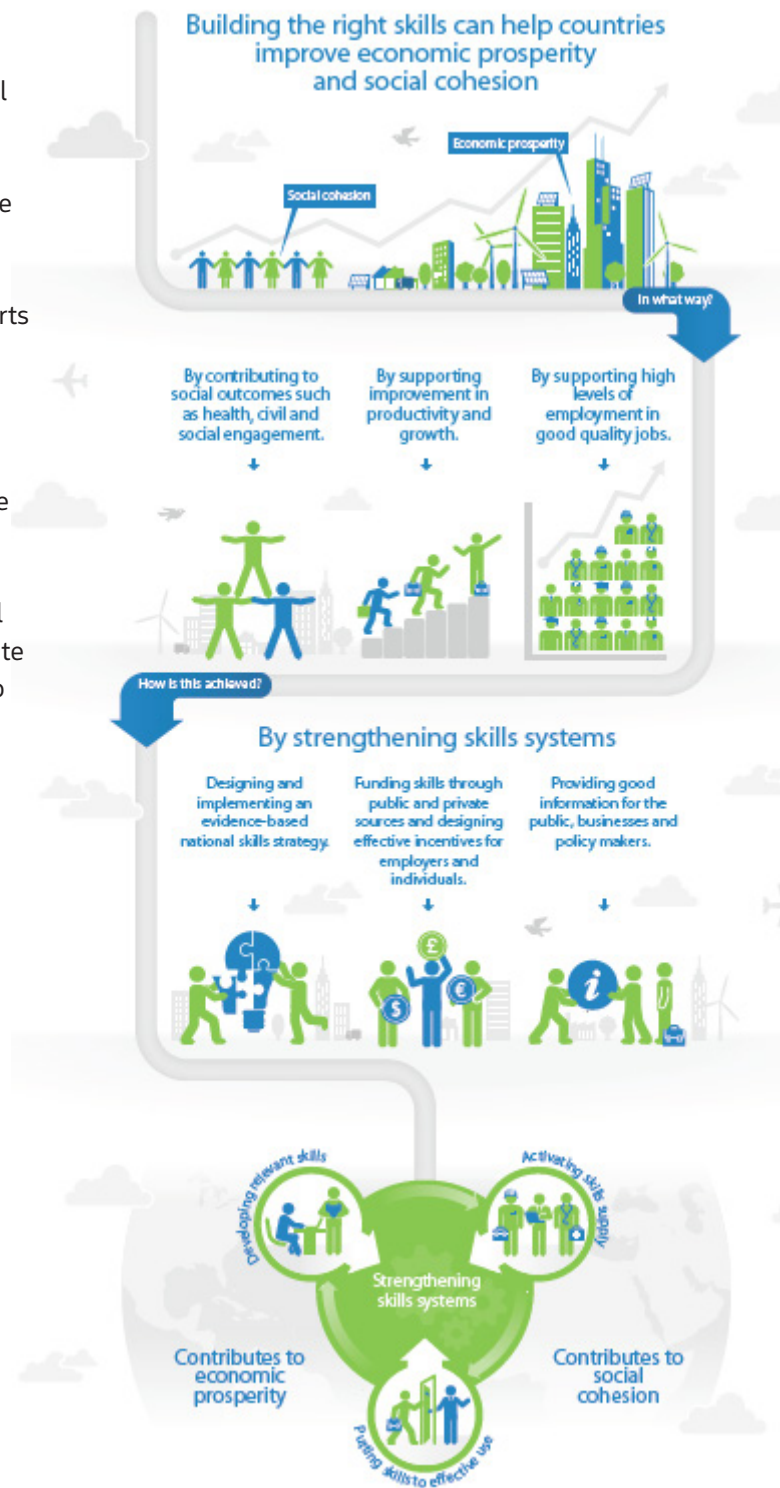 Building the right skills can help countries
improve economic prosperity
and social cohesion
l
e
rts
e
l
te
o
Economic prosperity
Social cohesion
In what way?
By contributing to
social outcomes such
as health, civil and
social engagement.
By supporting
improvement in
productivity and
growth.
By supporting high
levels of
employment in
good quality jobs.
How is this achieved?
By strengthening skills systems
Designing and
implementing an
evidence-based
national skills strategy.
Funding skills through
public and private
sources and designing
effective incentives for
employers and
individuals.
Providing good
information for the
public, businesses and
policy makers.
£
$
€
i
Developing relevant skills
Activating skills supply
Strengthening
skills systems
Contributes to
economic
prosperity
Contributes to
social
cohesion
Putting skills to effective use